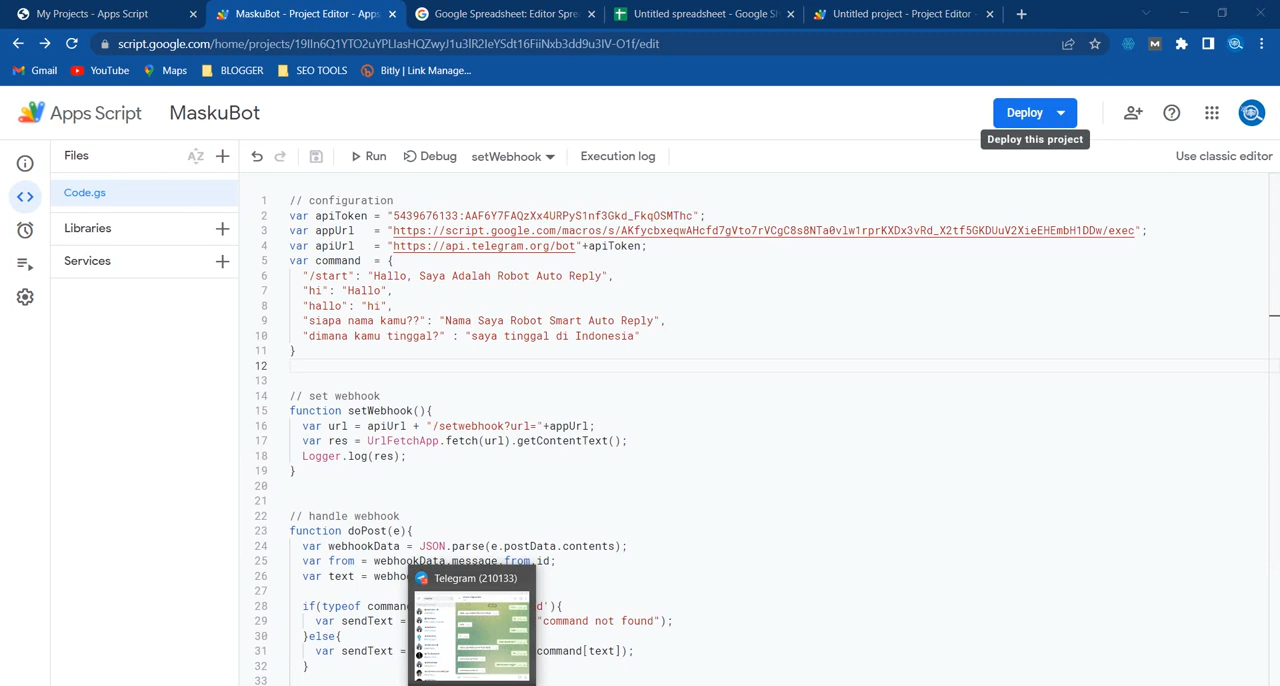 My Projects - Apps Script
MaskuBot - Project Editor - Apps
Google Spreadsheet: Editor Spre
Untitled spreadsheet - Google Sh
Untitled project - Project Editor -
script.google.com/home/projects/19IIn6Q1YTO2uYPLIasHQZwyJ1u3lR2IeYSdt16FiiNxb3dd9u3IV-O1f/edit
Gmail
YouTube
Maps
BLOGGER
SEO TOOLS
Bitly | Link Manage...
Apps Script
MaskuBot
Deploy
Deploy this project
Files
AZ
Run
Debug
setWebhook
Execution log
Use classic editor
Code.gs
Libraries
Services
1 // configuration
2 var apiToken = "5439676133:AAF6Y7FAQzXx4URPyS1nf3Gkd_FkqOSMThc";
3 var appUrl = "https://script.google.com/macros/s/AKfycbxeqwAHcfd7gVto7rVCgC8s8NTa0vlw1rprKXDx3vRd_X2tf5GKDUuV2XieEHEmbH1DDw/exec";
4 var apiUrl = "https://api.telegram.org/bot"+apiToken;
5 var command = {
6 "/start": "Hallo, Saya Adalah Robot Auto Reply",
7 "hi": "Hallo",
8 "hallo": "hi",
9 "siapa nama kamu??": "Nama Saya Robot Smart Auto Reply",
10 "dimana kamu tinggal?" : "saya tinggal di Indonesia"
11 }
12
13
14 // set webhook
15 function setWebhook(){
16 var url = apiUrl + "/setwebhook?url="+appUrl;
17 var res = UrlFetchApp.fetch(url).getContentText();
18 Logger.log(res);
19 }
20
21
22 // handle webhook
23 function doPost(e){
24 var webhookData = JSON.parse(e.postData.contents);
25 var from = webhookData.message.from.id;
26 var text = webho
27
28 if(typeof comman d'){
29 var sendText = "command not found");
30 }else{
31 var sendText = command[text]);
32 }
33
Telegram (210133)